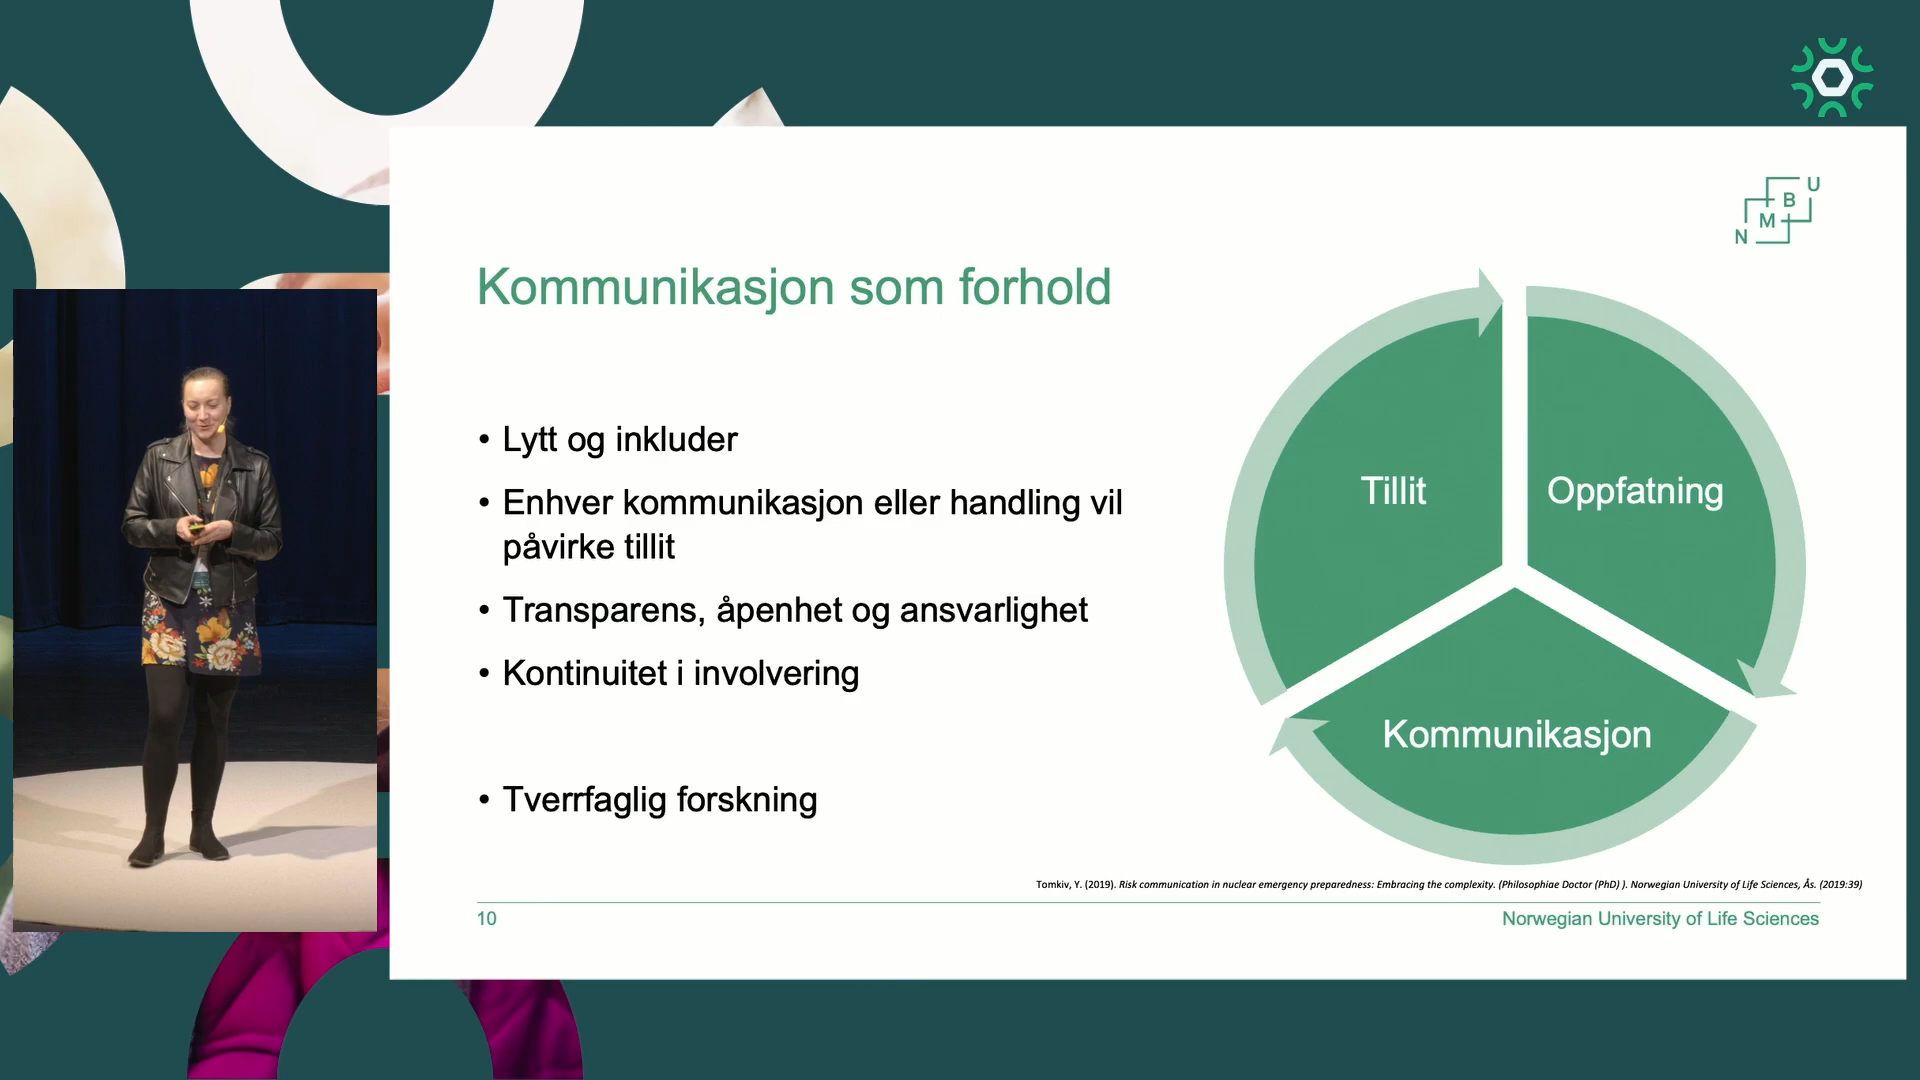 N M B U
Kommunikasjon som forhold
• Lytt og inkluder
• Enhver kommunikasjon eller handling vil
påvirke tillit
• Transparens, åpenhet og ansvarlighet
• Kontinuitet i involvering
• Tverrfaglig forskning
Tillit
Oppfatning
Kommunikasjon
Tomkiv, Y. (2019). Risk communication in nuclear emergency preparedness: Embracing the complexity. (Philosophiae Doctor (PhD) ). Norwegian University of Life Sciences, Ås. (2019:39)
10
Norwegian University of Life Sciences